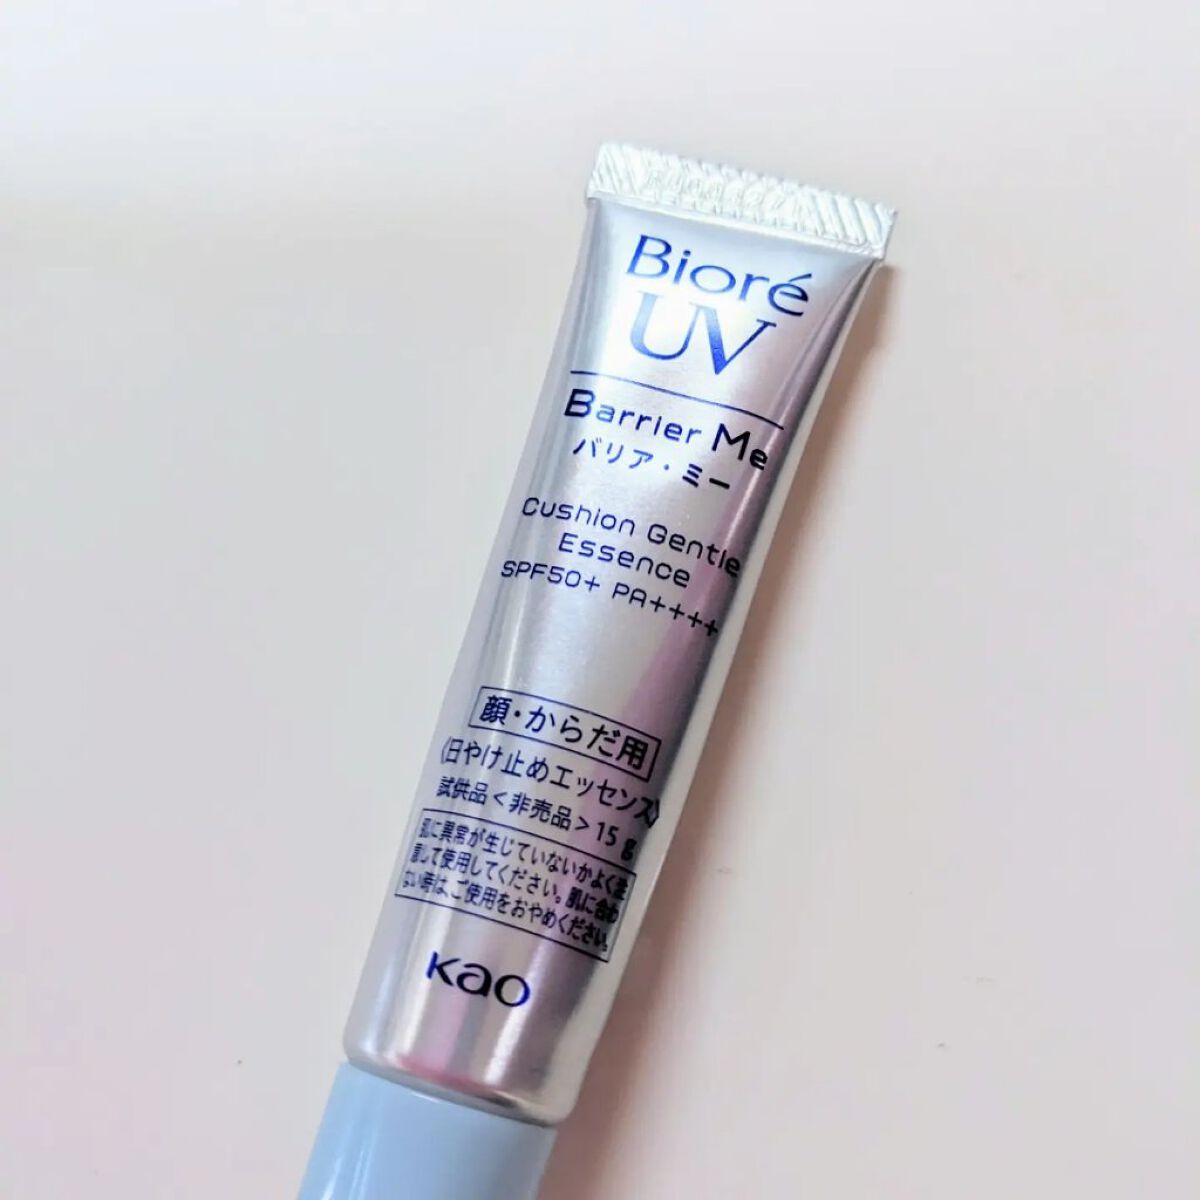 Bioré
UV
Barrier Me
バリア・ミー
Cushion Gentle
Essence
SPF50+ PA++++
顔・からだ用
〈日やけ止めエッセンス〉
試供品<非売品>15g
肌に異常が生じていないかよく注
意して使用してください。肌に合わ
ない時は、ご使用をおやめください。
Kao